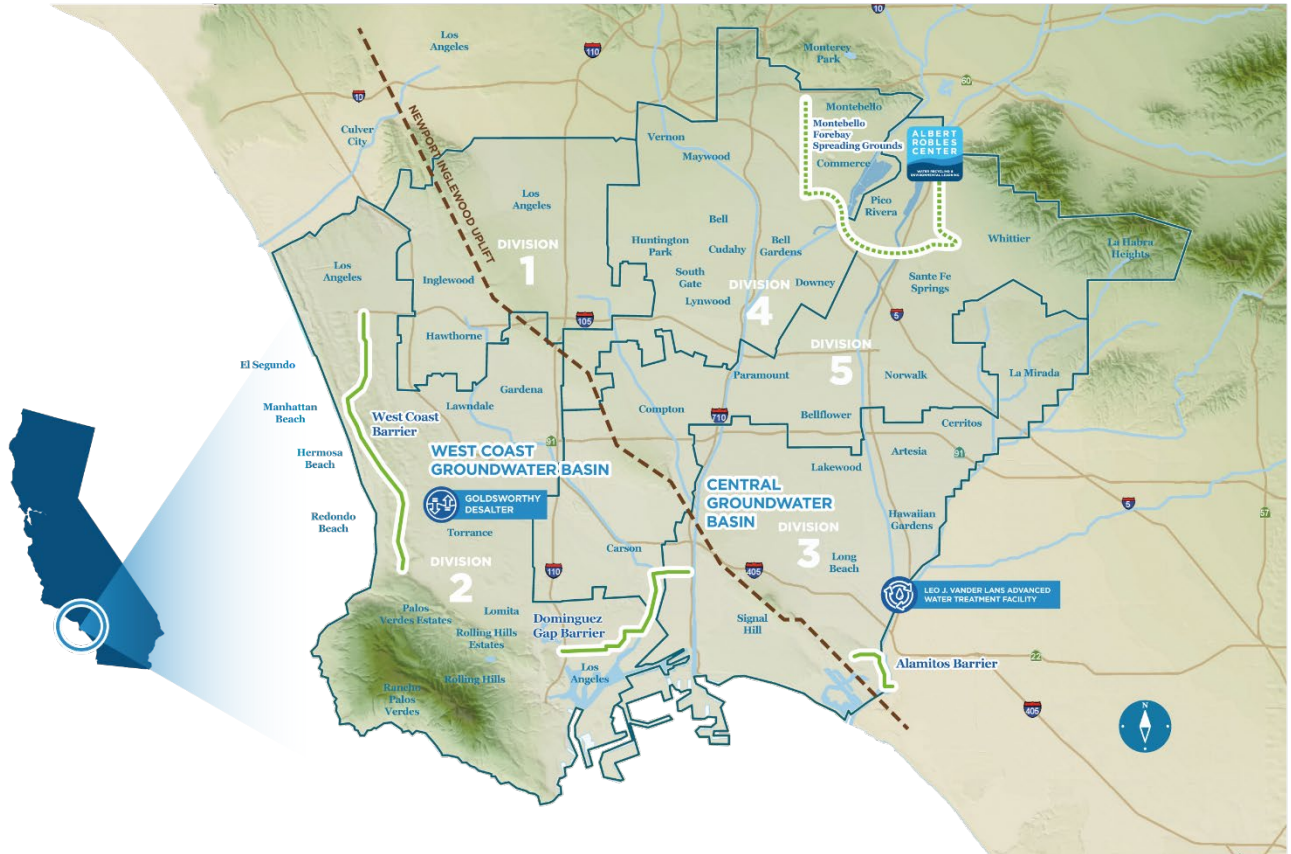 Los
Angeles
110
10
Monterey
Park
60
10
Culver
City
NEWPORT INGLEWOOD UPLIFT
Vernon
Maywood
Montebello
Montebello
Forebay
Spreading Grounds
Commerce
ALBERT
ROBLES
CENTER
WATER RECYCLING &
ENVIRONMENTAL LEARNING
Los
Angeles
Pico
Rivera
Bell
Huntington
Park
Cudahy
Bell
Gardens
Whittier
La Habra
Heights
DIVISION
1
Los
Angeles
Inglewood
South
Gate
Lynwood
DIVISION
4
Downey
Sante Fe
Springs
105
5
Hawthorne
DIVISION
5
El Segundo
Gardena
Paramount
Norwalk
La Mirada
Manhattan
Beach
Lawndale
West Coast
Barrier
Compton
710
Bellflower
Cerritos
91
Artesia
91
Hermosa
Beach
WEST COAST
GROUNDWATER BASIN
Lakewood
GOLDSWORTHY
DESALTER
CENTRAL
GROUNDWATER
BASIN
5
57
Redondo
Beach
Torrance
Hawaiian
Gardens
DIVISION
3
Carson
Long
Beach
DIVISION
2
110
405
LEO J. VANDER LANS ADVANCED
WATER TREATMENT FACILITY
Palos
Verdes Estates
Lomita
Dominguez
Gap Barrier
Signal
Hill
Rolling Hills
Estates
22
Alamitos Barrier
Rolling Hills
Los
Angeles
Rancho
Palos
Verdes
405
N